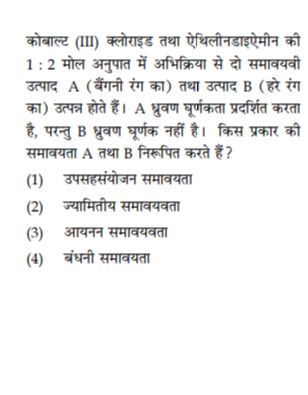 कोबाल्ट (III) क्लोराइड तथा ऐथिलीनडाइऐमीन की
1 : 2 मोल अनुपात में अभिक्रिया से दो समावयवी
उत्पाद A (बैंगनी रंग का) तथा उत्पाद B (हरे रंग
का) उत्पन्न होते हैं। A ध्रुवण घूर्णकता प्रदर्शित करता
है, परन्तु B ध्रुवण घूर्णक नहीं है। किस प्रकार की
समावयता A तथा B निरूपित करते हैं?
(1) उपसहसंयोजन समावयता
(2) ज्यामितीय समावयवता
(3) आयनन समावयवता
(4) बंधनी समावयता